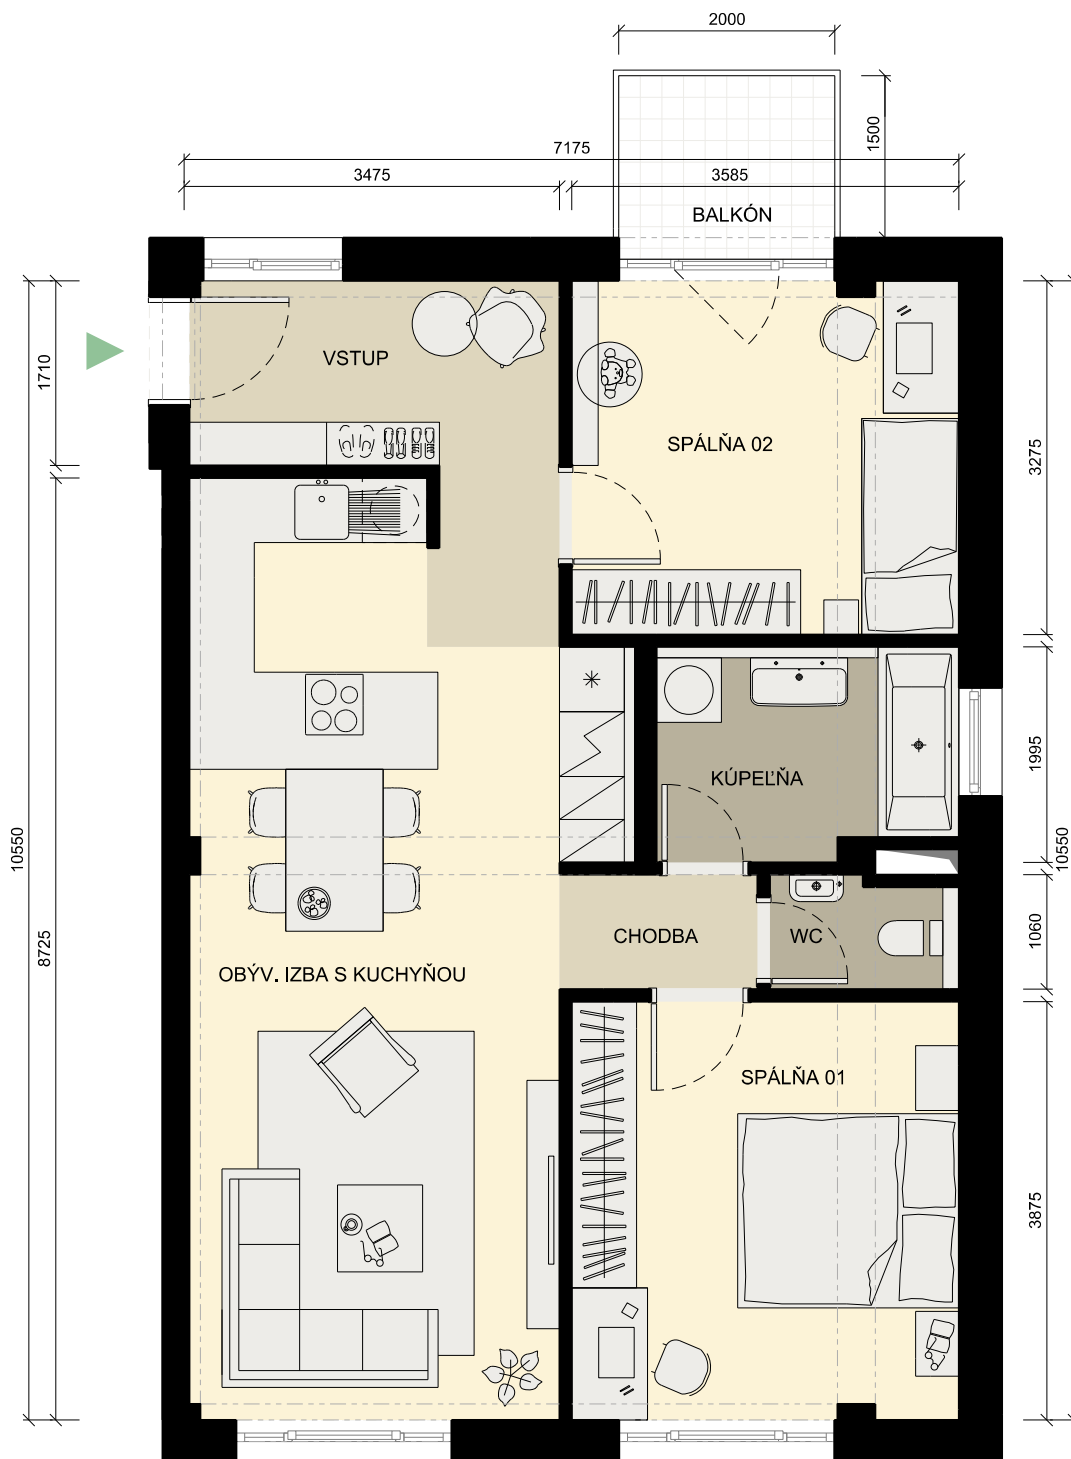 2000
1500
7175
3475
3585
BALKÓN
VSTUP
1710
SPÁLŇA 02
3275
KÚPEĽŇA
1995
10550
10550
8725
CHODBA
WC
1060
OBÝV. IZBA S KUCHYŇOU
SPÁLŇA 01
3875